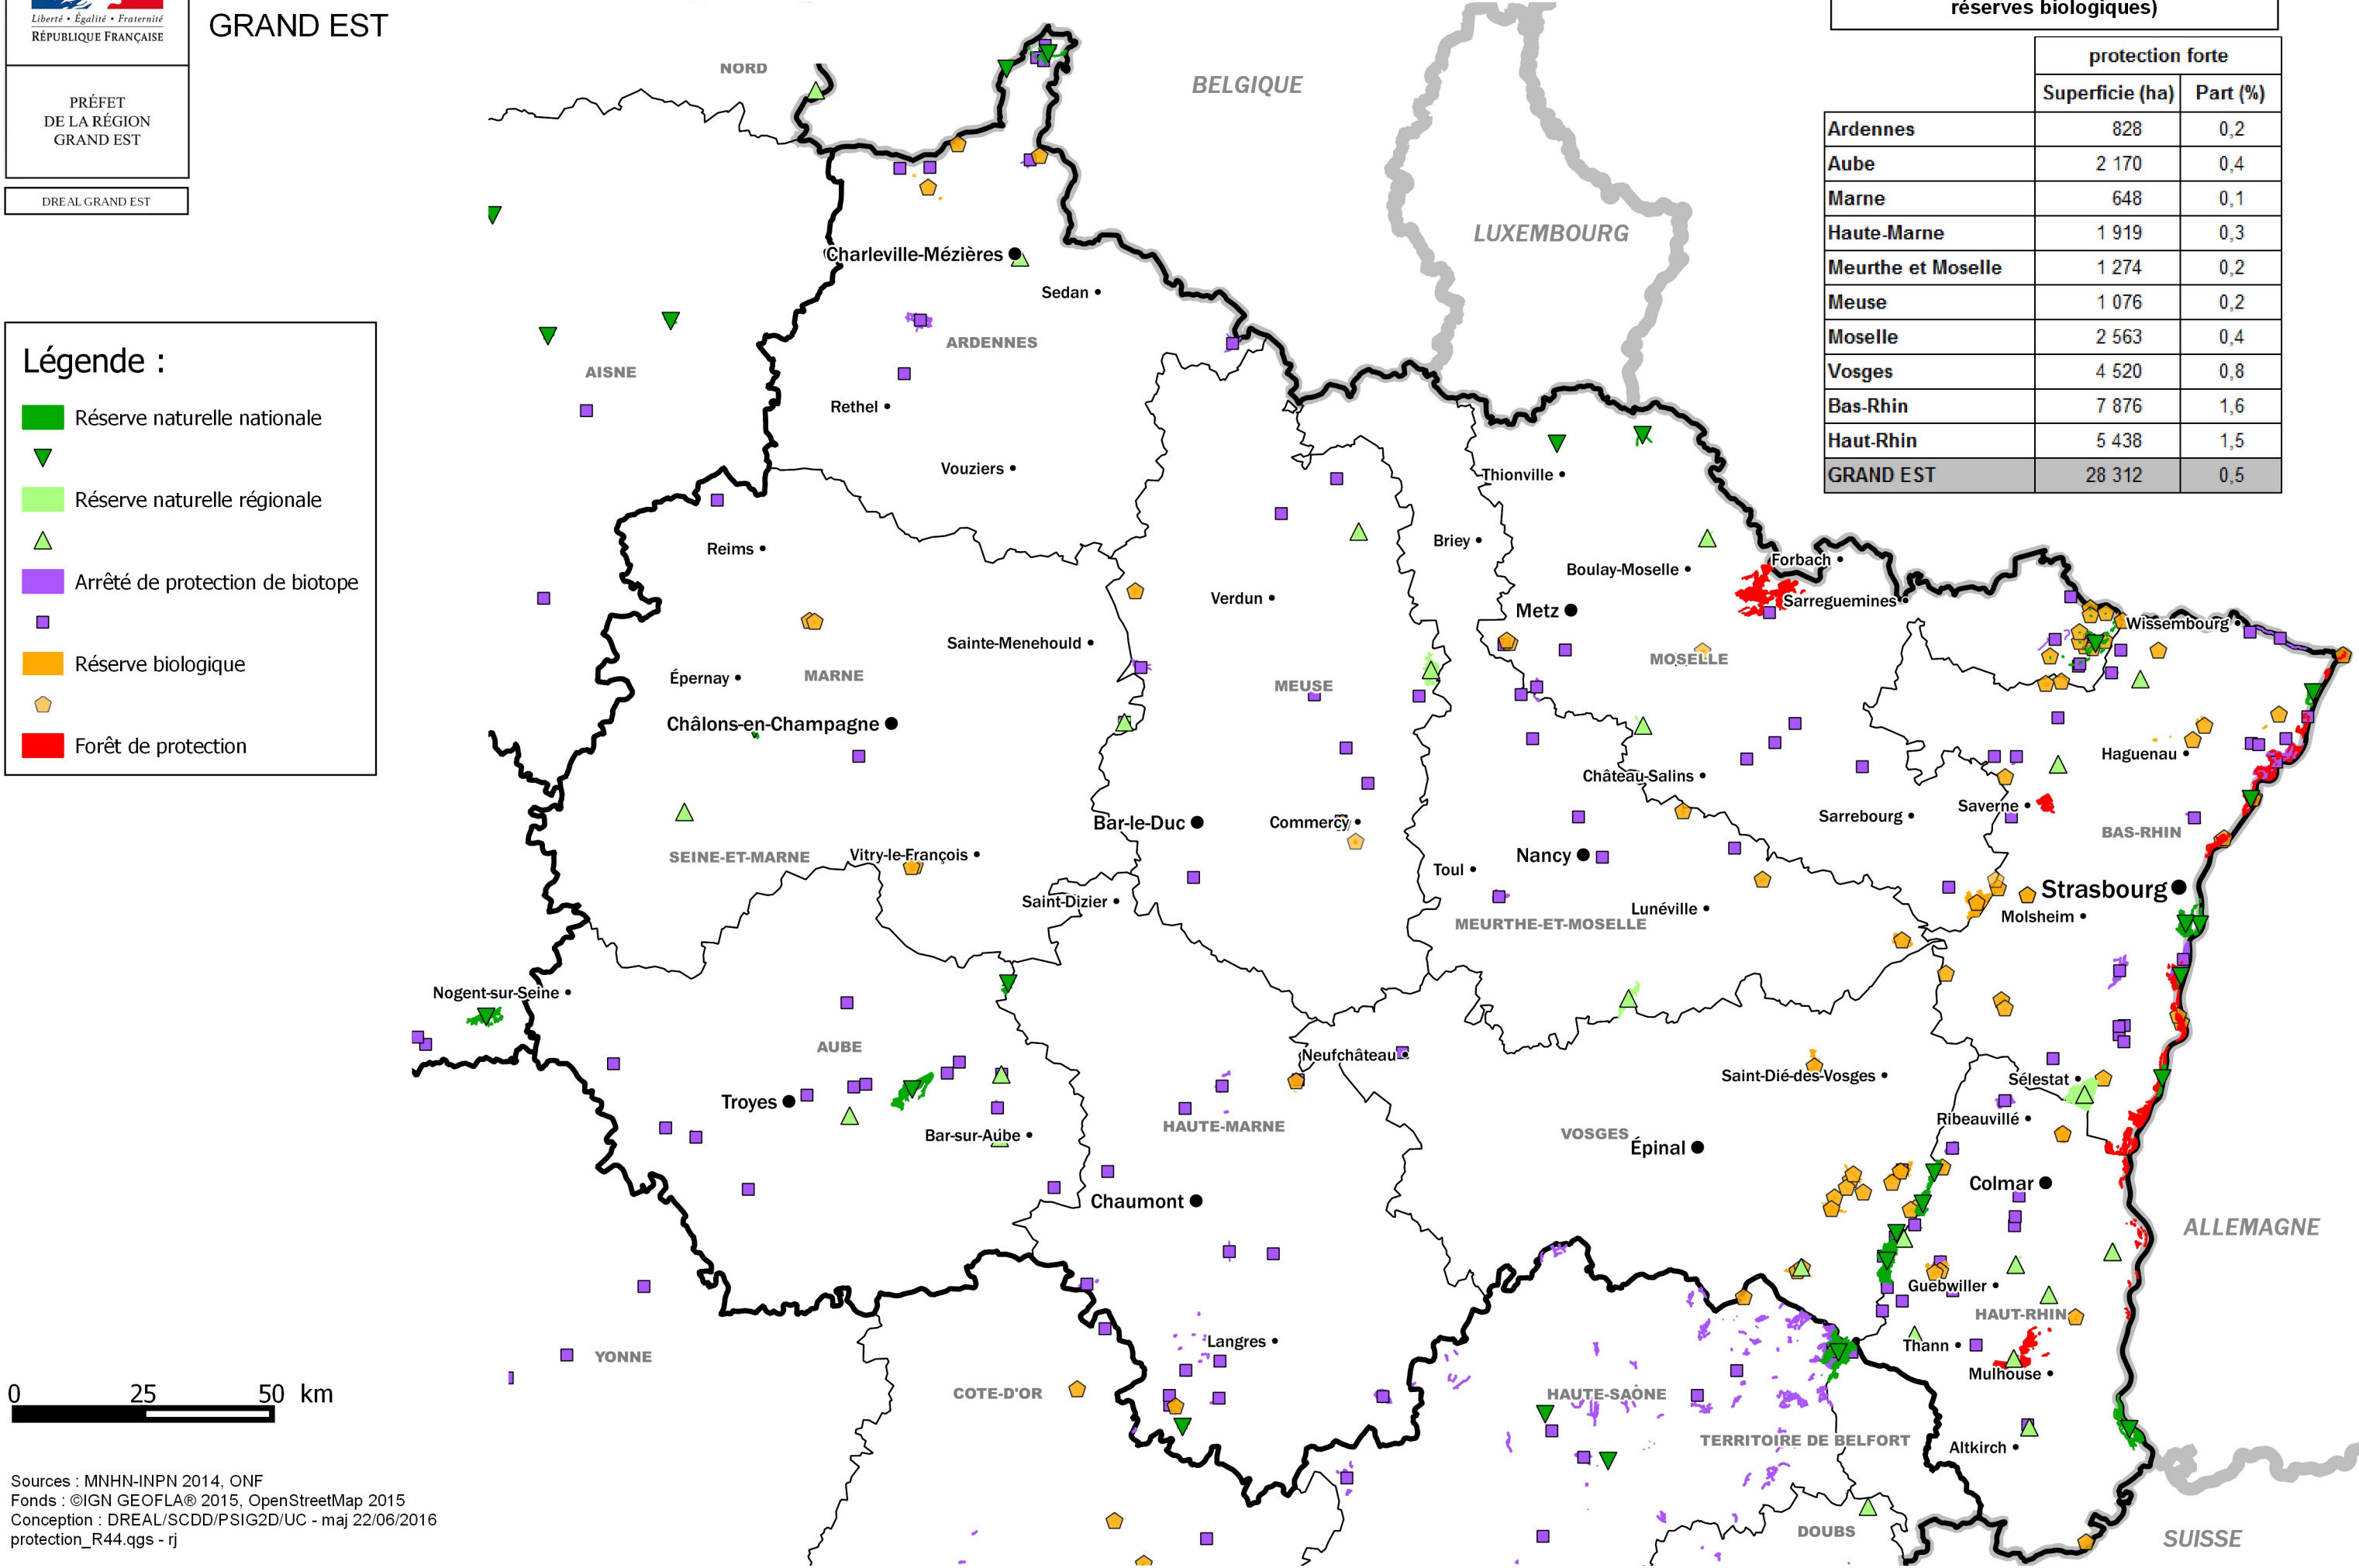 Liberté • Égalité • Fraternité
RÉPUBLIQUE FRANÇAISE
PRÉFET
DE LA RÉGION
GRAND EST
DREAL GRAND EST
GRAND EST
réserves biologiques)
protection forte
Superficie (ha) Part (%)
Ardennes 828 0,2
Aube 2 170 0,4
Marne 648 0,1
Haute-Marne 1 919 0,3
Meurthe et Moselle 1 274 0,2
Meuse 1 076 0,2
Moselle 2 563 0,4
Vosges 4 520 0,8
Bas-Rhin 7 876 1,6
Haut-Rhin 5 438 1,5
GRAND EST 28 312 0,5
Légende :
Réserve naturelle nationale
Réserve naturelle régionale
Arrêté de protection de biotope
Réserve biologique
Forêt de protection
NORD
BELGIQUE
LUXEMBOURG
Charleville-Mézières
Sedan
ARDENNES
AISNE
Rethel
Vouziers
Thionville
Reims
Briey
Boulay-Moselle
Forbach
Metz
Sarreguemines
Verdun
Wissembourg
Sainte-Menehould
MOSELLE
Épernay
MARNE
MEUSE
Châlons-en-Champagne
Haguenau
Château-Salins
Saverne
Sarrebourg
Bar-le-Duc
Commercy
BAS-RHIN
SEINE-ET-MARNE
Vitry-le-François
Nancy
Toul
Strasbourg
Saint-Dizier
Lunéville
Molsheim
MEURTHE-ET-MOSELLE
Nogent-sur-Seine
AUBE
Neufchâteau
Saint-Dié-des-Vosges
Sélestat
Troyes
Ribeauvillé
HAUTE-MARNE
Bar-sur-Aube
VOSGES
Épinal
Colmar
Chaumont
ALLEMAGNE
Guebwiller
HAUT-RHIN
Langres
Thann
YONNE
Mulhouse
COTE-D'OR
HAUTE-SAÔNE
TERRITOIRE DE BELFORT
Altkirch
DOUBS
SUISSE
0 25 50 km
Sources : MNHN-INPN 2014, ONF
Fonds : ©IGN GEOFLA® 2015, OpenStreetMap 2015
Conception : DREAL/SCDD/PSIG2D/UC - maj 22/06/2016
protection_R44.qgs - rj